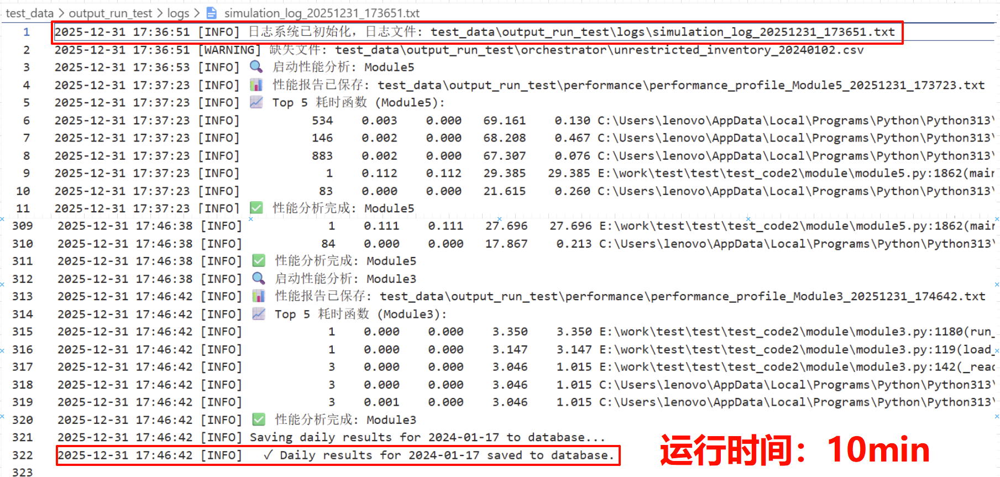 test_data > output_run_test > logs > simulation_log_20251231_173651.txt
1 2025-12-31 17:36:51 [INFO] 日志系统已初始化，日志文件: test_data\output_run_test\logs\simulation_log_20251231_173651.txt
2 2025-12-31 17:36:51 [WARNING] 缺失文件: test_data\output_run_test\orchestrator\unrestricted_inventory_20240102.csv
3 2025-12-31 17:36:53 [INFO] 🔍 启动性能分析: Module5
4 2025-12-31 17:37:23 [INFO] 📊 性能报告已保存: test_data\output_run_test\performance\performance_profile_Module5_20251231_173723.txt
5 2025-12-31 17:37:23 [INFO] 📈 Top 5 耗时函数 (Module5):
6 2025-12-31 17:37:23 [INFO] 534 0.003 0.000 69.161 0.130 C:\Users\lenovo\AppData\Local\Programs\Python\Python313\
7 2025-12-31 17:37:23 [INFO] 146 0.002 0.000 68.208 0.467 C:\Users\lenovo\AppData\Local\Programs\Python\Python313\
8 2025-12-31 17:37:23 [INFO] 883 0.002 0.000 67.307 0.076 C:\Users\lenovo\AppData\Local\Programs\Python\Python313\
9 2025-12-31 17:37:23 [INFO] 1 0.112 0.112 29.385 29.385 E:\work\test\test\test_code2\module\module5.py:1862(main
10 2025-12-31 17:37:23 [INFO] 83 0.000 0.000 21.615 0.260 C:\Users\lenovo\AppData\Local\Programs\Python\Python313\
11 2025-12-31 17:37:23 [INFO] ✅ 性能分析完成: Module5
309 2025-12-31 17:46:38 [INFO] 1 0.111 0.111 27.696 27.696 E:\work\test\test\test_code2\module\module5.py:1862(main
310 2025-12-31 17:46:38 [INFO] 84 0.000 0.000 17.867 0.213 C:\Users\lenovo\AppData\Local\Programs\Python\Python313\
311 2025-12-31 17:46:38 [INFO] ✅ 性能分析完成: Module5
312 2025-12-31 17:46:38 [INFO] 🔍 启动性能分析: Module3
313 2025-12-31 17:46:42 [INFO] 📊 性能报告已保存: test_data\output_run_test\performance\performance_profile_Module3_20251231_174642.txt
314 2025-12-31 17:46:42 [INFO] 📈 Top 5 耗时函数 (Module3):
315 2025-12-31 17:46:42 [INFO] 1 0.000 0.000 3.350 3.350 E:\work\test\test\test_code2\module\module3.py:1180(run_
316 2025-12-31 17:46:42 [INFO] 1 0.000 0.000 3.147 3.147 E:\work\test\test\test_code2\module\module3.py:119(load_
317 2025-12-31 17:46:42 [INFO] 3 0.000 0.000 3.046 1.015 E:\work\test\test\test_code2\module\module3.py:142(_read
318 2025-12-31 17:46:42 [INFO] 3 0.000 0.000 3.046 1.015 C:\Users\lenovo\AppData\Local\Programs\Python\Python313\
319 2025-12-31 17:46:42 [INFO] 3 0.001 0.000 3.046 1.015 C:\Users\lenovo\AppData\Local\Programs\Python\Python313\
320 2025-12-31 17:46:42 [INFO] ✅ 性能分析完成: Module3
321 2025-12-31 17:46:42 [INFO] Saving daily results for 2024-01-17 to database...
322 2025-12-31 17:46:42 [INFO] ✓ Daily results for 2024-01-17 saved to database.
323
运行时间：10min